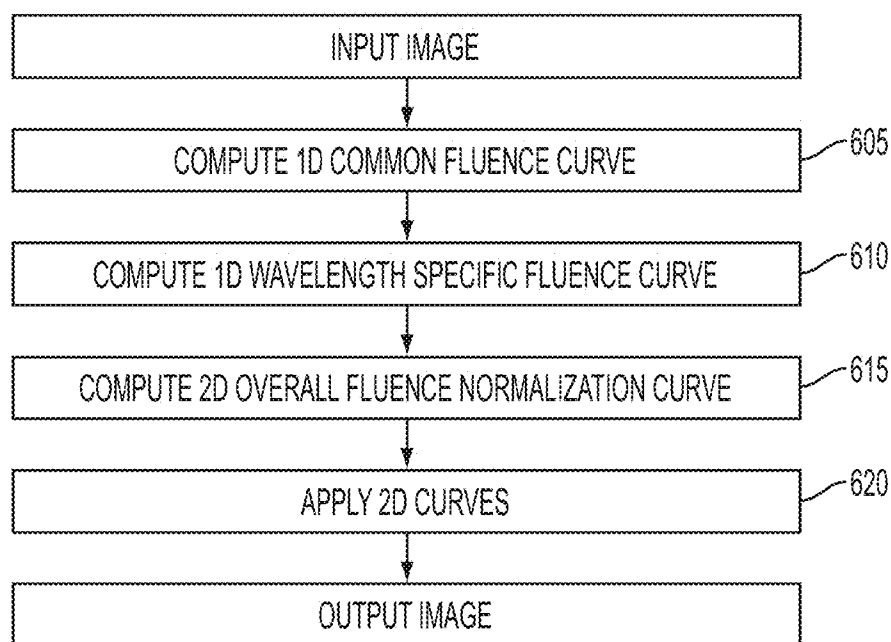 INPUT IMAGE
COMPUTE 1D COMMON FLUENCE CURVE
605
COMPUTE 1D WAVELENGTH SPECIFIC FLUENCE CURVE
610
COMPUTE 2D OVERALL FLUENCE NORMALIZATION CURVE
615
APPLY 2D CURVES
620
OUTPUT IMAGE